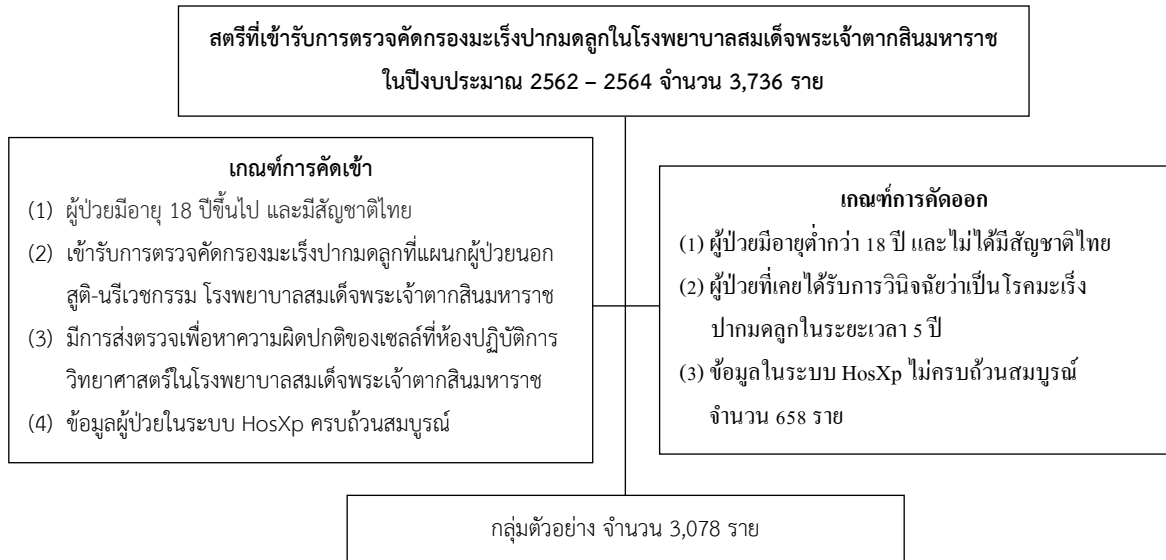 สตรีที่เข้ารับการตรวจคัดกรองมะเร็งปากมดลูกในโรงพยาบาลสมเด็จพระเจ้าตากสินมหาราช
ในปีงบประมาณ 2562 – 2564 จำนวน 3,736 ราย
เกณฑ์การคัดเข้า
(1) ผู้ป่วยมีอายุ 18 ปีขึ้นไป และมีสัญชาติไทย
(2) เข้ารับการตรวจคัดกรองมะเร็งปากมดลูกที่แผนกผู้ป่วยนอก
สูติ-นรีเวชกรรม โรงพยาบาลสมเด็จพระเจ้าตากสินมหาราช
(3) มีการส่งตรวจเพื่อหาความผิดปกติของเซลล์ที่ห้องปฏิบัติการ
วิทยาศาสตร์ในโรงพยาบาลสมเด็จพระเจ้าตากสินมหาราช
(4) ข้อมูลผู้ป่วยในระบบ HosXp ครบถ้วนสมบูรณ์
เกณฑ์การคัดออก
(1) ผู้ป่วยมีอายุต่ำกว่า 18 ปี และไม่ได้มีสัญชาติไทย
(2) ผู้ป่วยที่เคยได้รับการวินิจฉัยว่าเป็นโรคมะเร็ง
ปากมดลูกในระยะเวลา 5 ปี
(3) ข้อมูลในระบบ HosXp ไม่ครบถ้วนสมบูรณ์
จำนวน 658 ราย
กลุ่มตัวอย่าง จำนวน 3,078 ราย